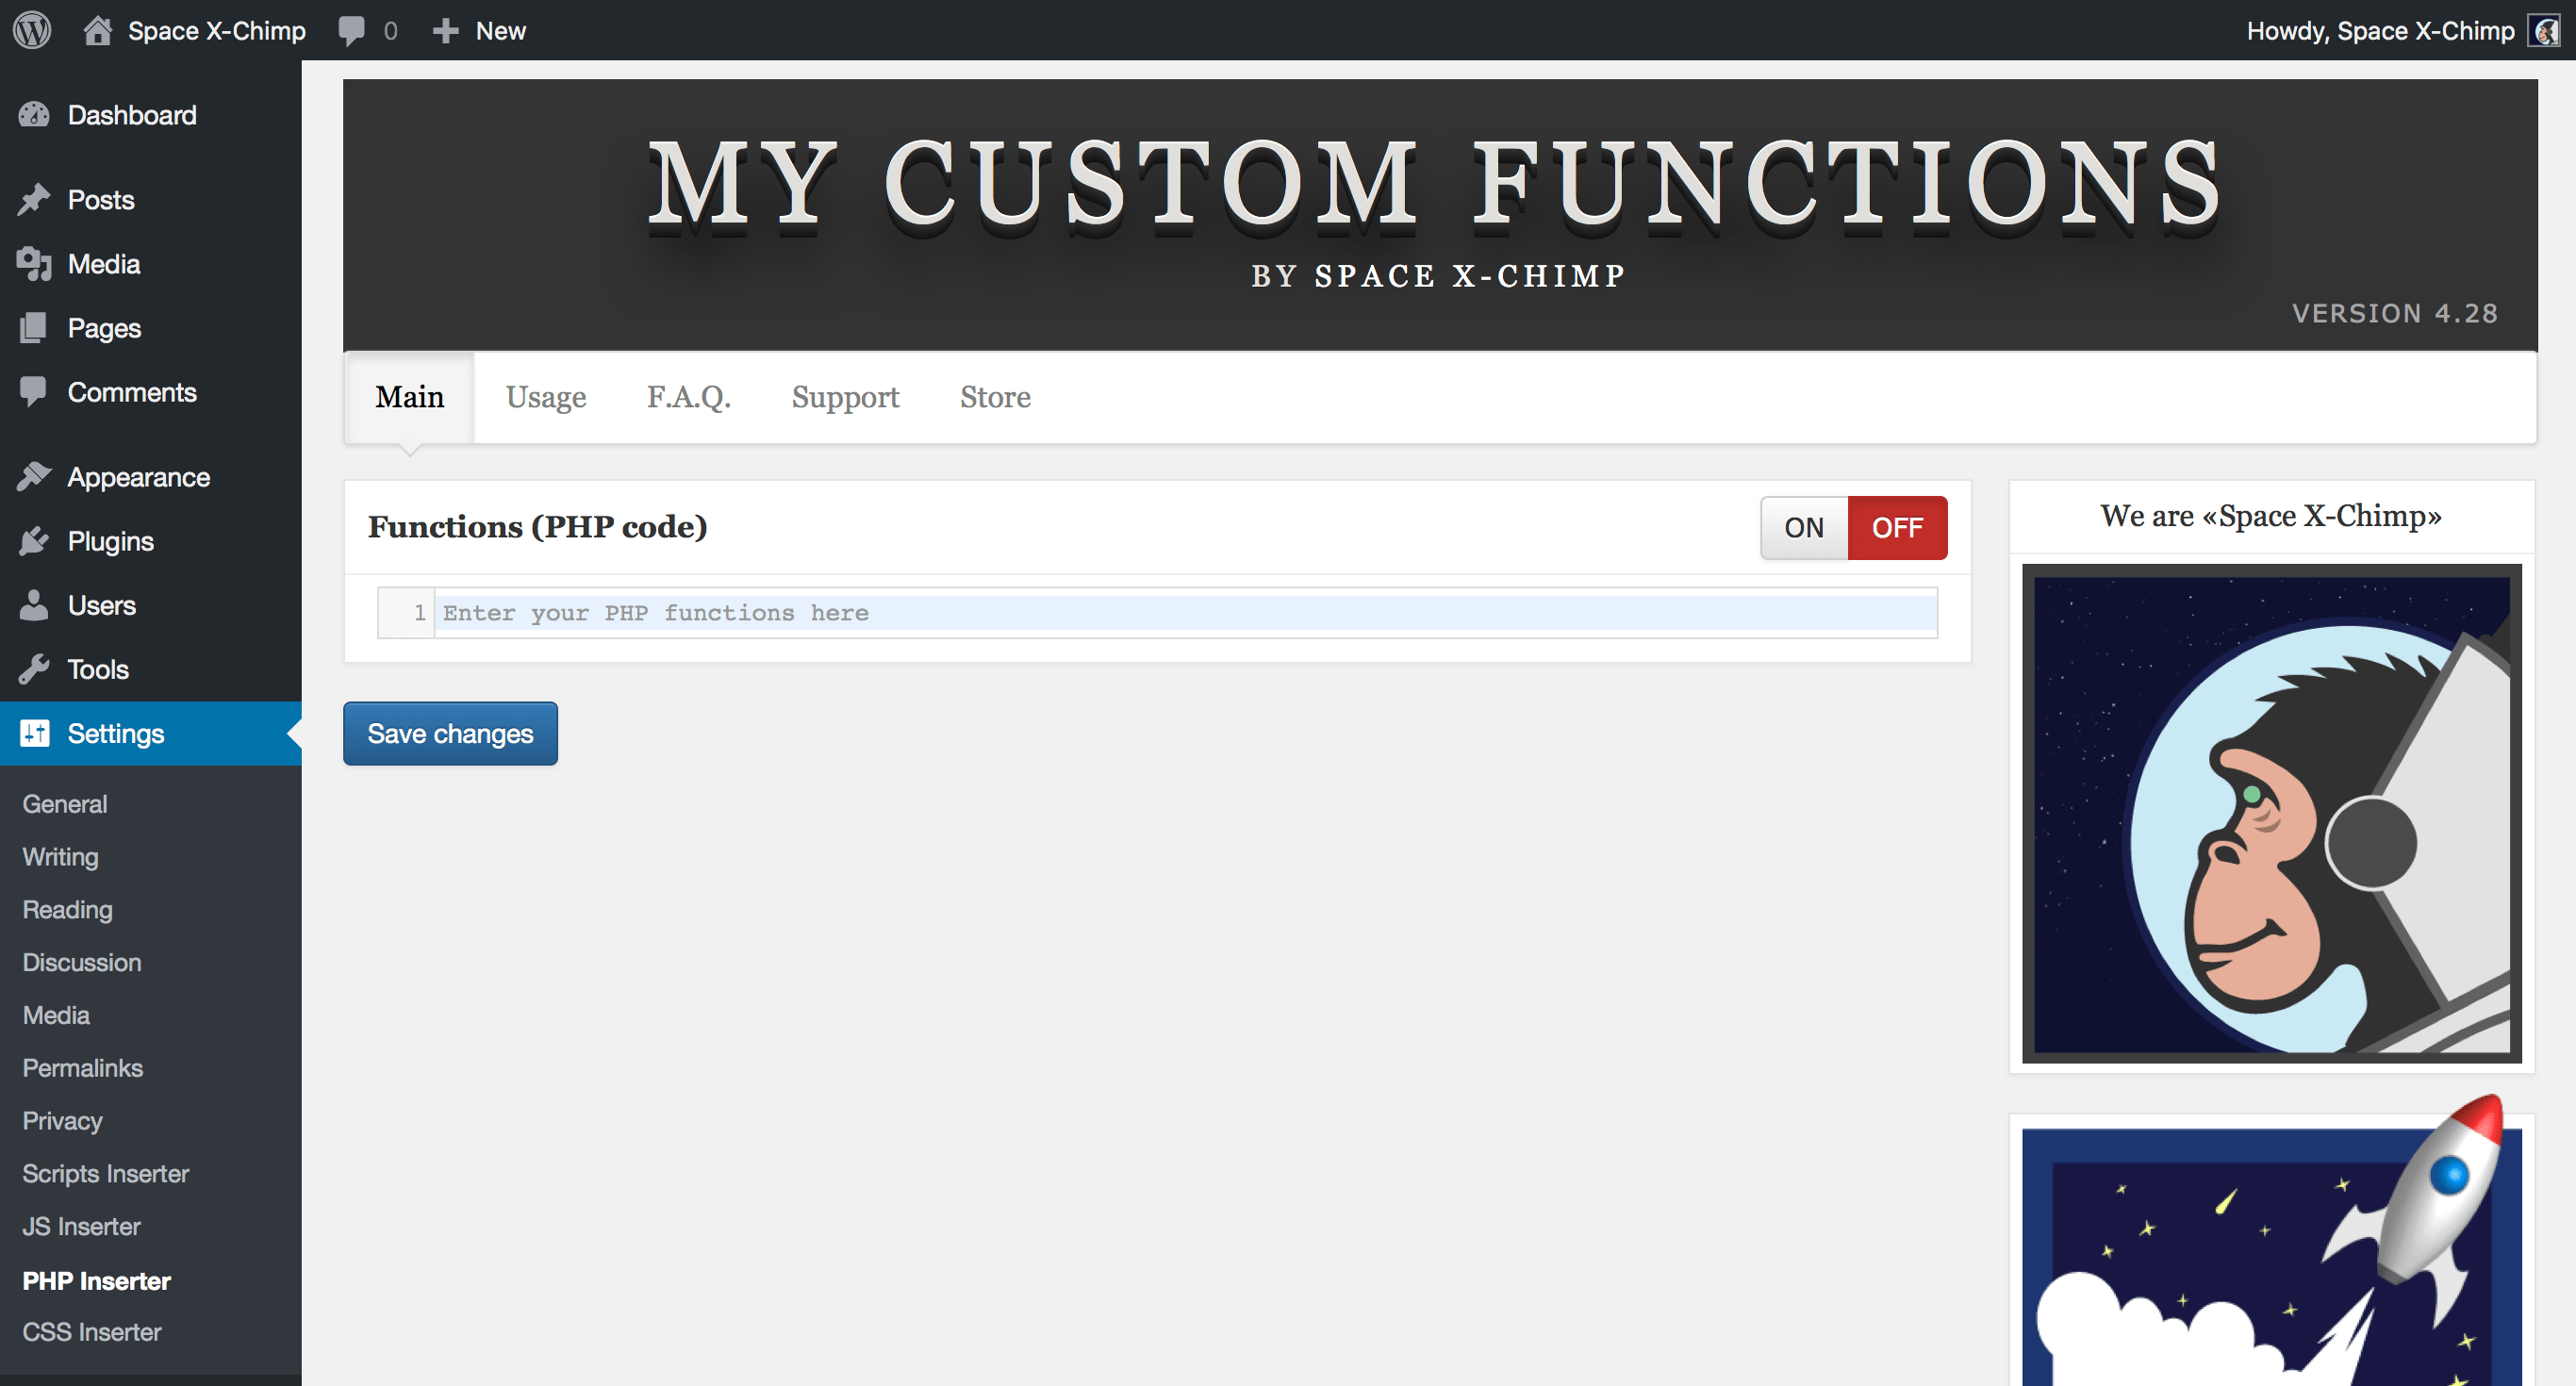 Space X-Chimp 0 New Howdy, Space X-Chimp
Dashboard
Posts
Media
Pages
Comments
Appearance
Plugins
Users
Tools
Settings
General
Writing
Reading
Discussion
Media
Permalinks
Privacy
Scripts Inserter
JS Inserter
PHP Inserter
CSS Inserter
MY CUSTOM FUNCTIONS
BY SPACE X-CHIMP
VERSION 4.28
Main Usage F.A.Q. Support Store
Functions (PHP code) ON OFF
1 Enter your PHP functions here
Save changes
We are «Space X-Chimp»